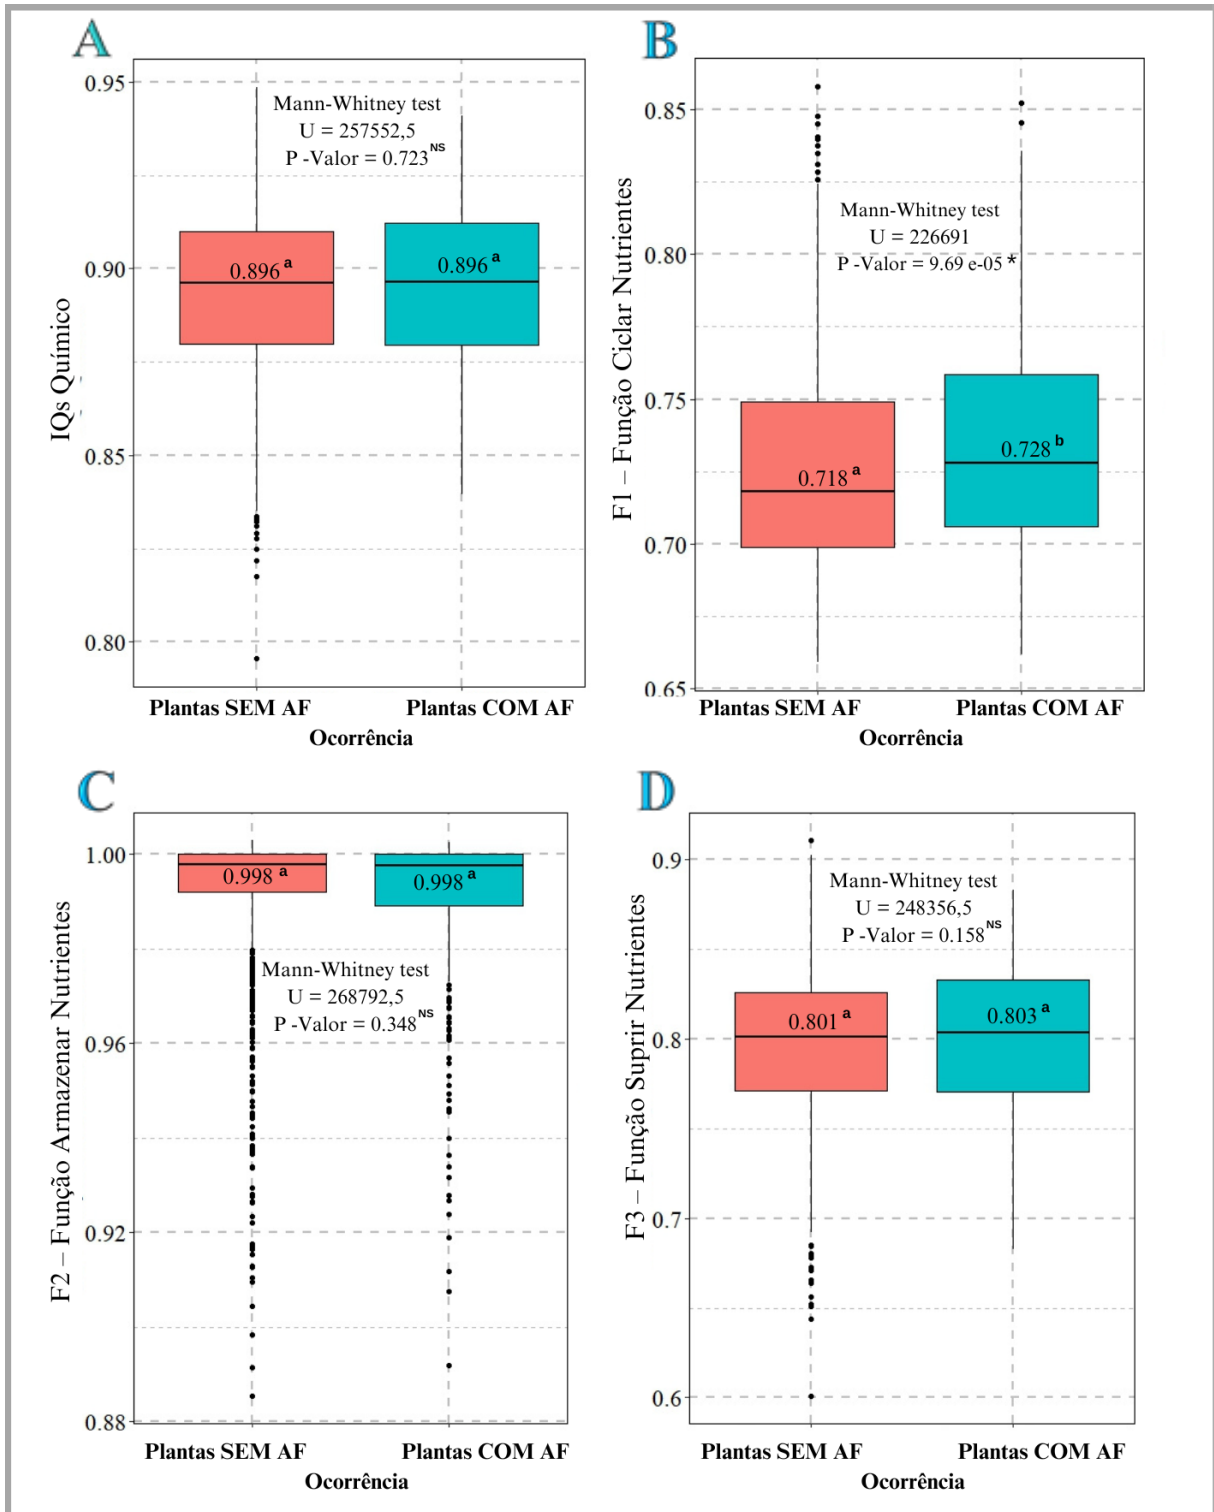 A
IQs Químico
0.95
0.90
0.85
0.80
Mann-Whitney test
U = 257552,5
P -Valor = 0.723 NS
0.896 a
0.896 a
Plantas SEM AF
Plantas COM AF
Ocorrência
B
F1 – Função Ciclar Nutrientes
0.85
0.80
0.75
0.70
0.65
Mann-Whitney test
U = 226691
P -Valor = 9.69 e-05 *
0.718 a
0.728 b
Plantas SEM AF
Plantas COM AF
Ocorrência
C
F2 – Função Armazenar Nutrientes
1.00
0.96
0.92
0.88
0.998 a
0.998 a
Mann-Whitney test
U = 268792,5
P -Valor = 0.348 NS
Plantas SEM AF
Plantas COM AF
Ocorrência
D
F3 – Função Suprir Nutrientes
0.9
0.8
0.7
0.6
Mann-Whitney test
U = 248356,5
P -Valor = 0.158 NS
0.801 a
0.803 a
Plantas SEM AF
Plantas COM AF
Ocorrência